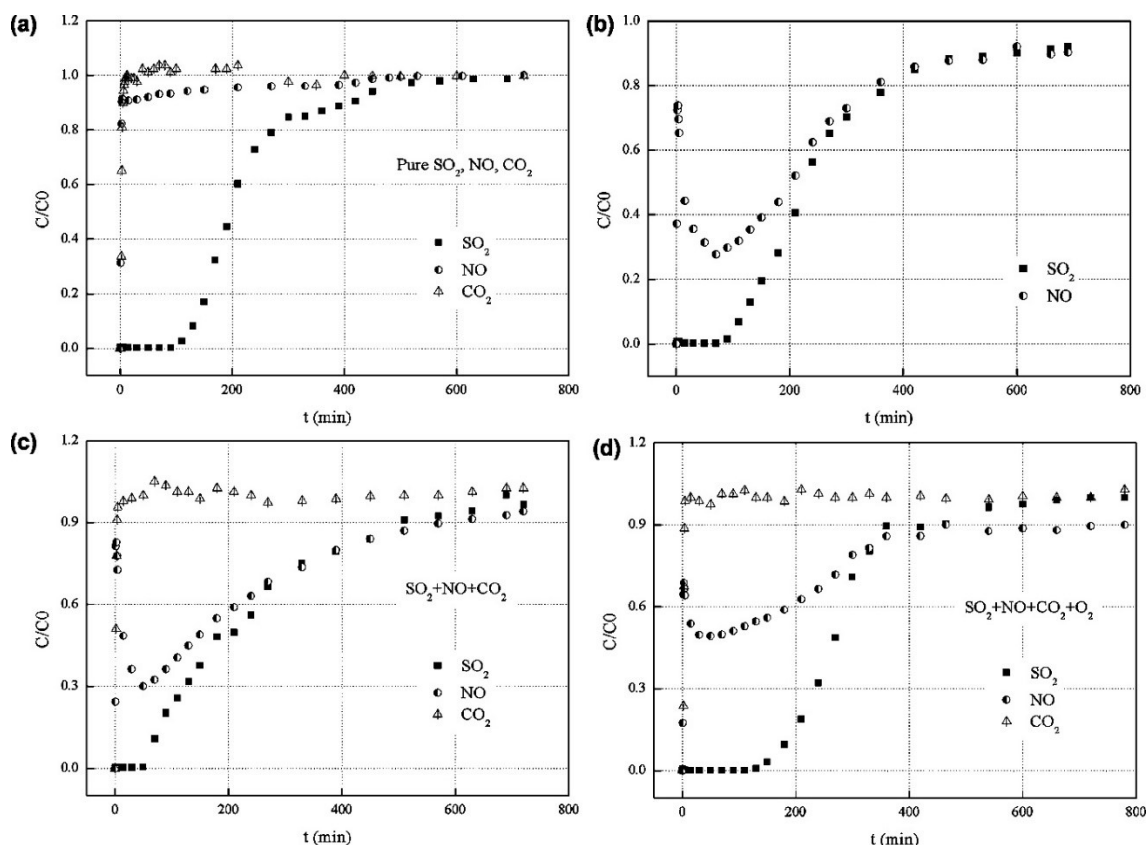 (a)
1.2
1.0
0.8
0.6
0.4
0.2
0.0
C/C0
Pure SO₂, NO, CO₂
SO₂
NO
CO₂
0 200 400 600 800
t (min)
(b)
1.0
0.8
0.6
0.4
0.2
0.0
C/C0
SO₂
NO
0 200 400 600 800
t (min)
(c)
1.2
0.9
0.6
0.3
0.0
C/C0
SO₂+NO+CO₂
SO₂
NO
CO₂
0 200 400 600 800
t (min)
(d)
1.2
0.9
0.6
0.3
0.0
C/C0
SO₂+NO+CO₂+O₂
SO₂
NO
CO₂
0 200 400 600 800
t (min)